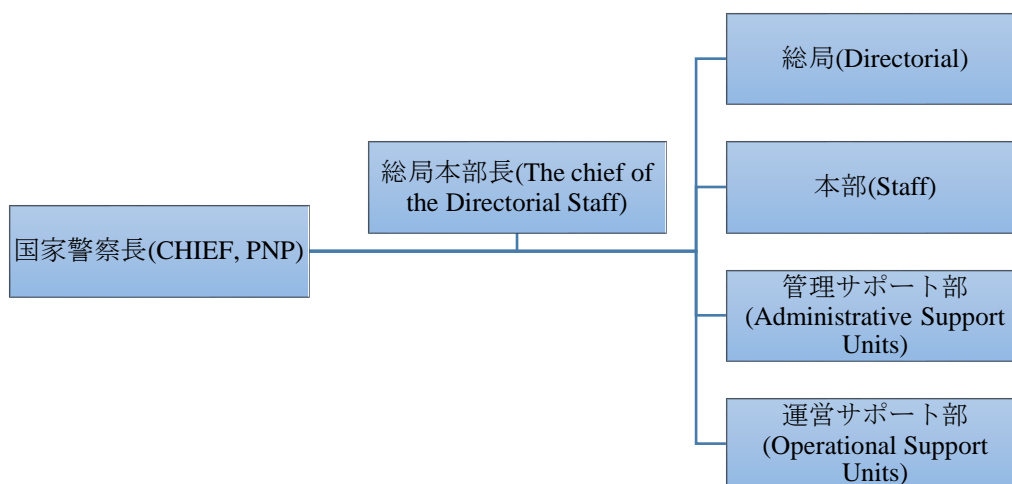 総局(Directorial)
総局本部長(The chief of
the Directorial Staff)
本部(Staff)
国家警察長(CHIEF, PNP)
管理サポート部
(Administrative Support
Units)
運営サポート部
(Operational Support
Units)